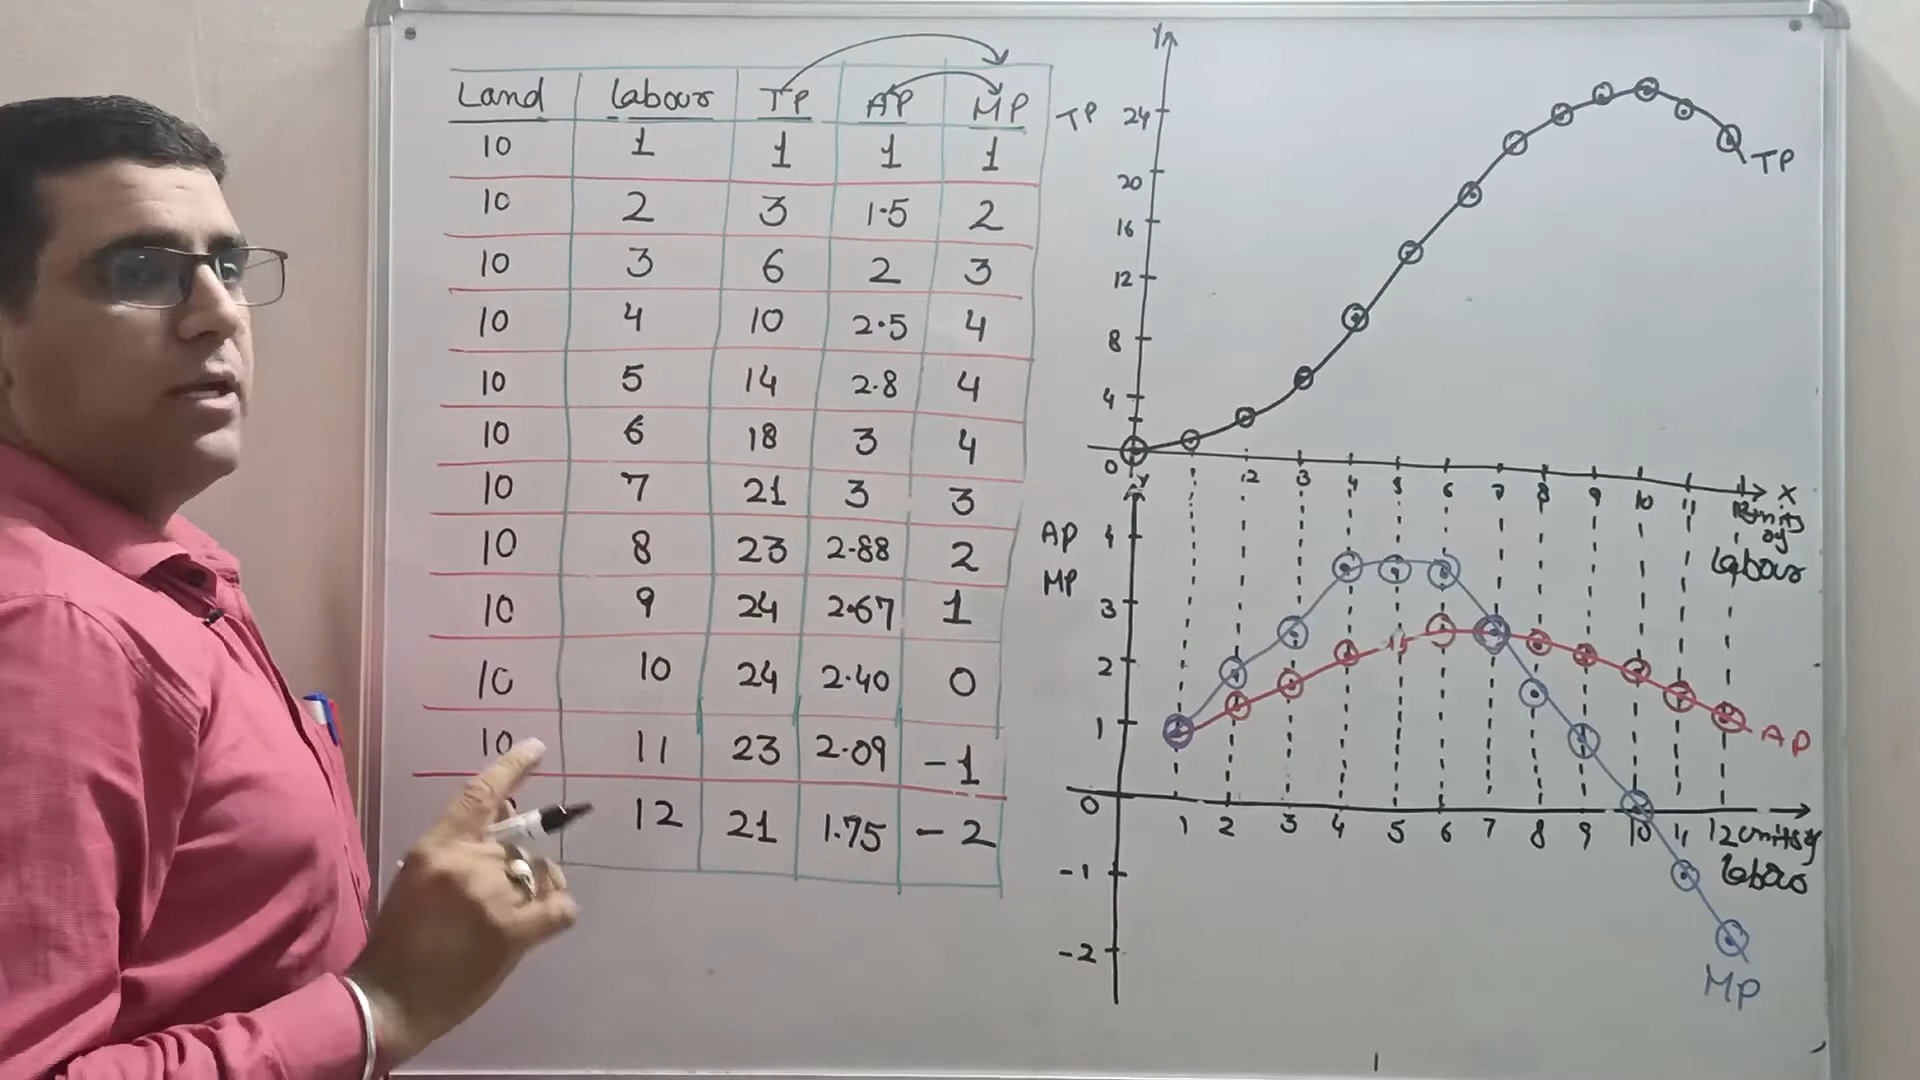 Land Labour TP AP MP
10 1 1 1 1
10 2 3 1.5 2
10 3 6 2 3
10 4 10 2.5 4
10 5 14 2.8 4
10 6 18 3 4
10 7 21 3 3
10 8 23 2.88 2
10 9 24 2.67 1
10 10 24 2.40 0
10 11 23 2.09 -1
12 21 1.75 -2
Y
TP
24
20
16
12
8
4
0
TP
2 3 4 5 6 7 8 9 10 11 12 X
units of
Labour
Y
AP
MP
4
3
2
1
0
-1
-2
AP
1 2 3 4 5 6 7 8 9 10 11 12 units of
Labour
MP